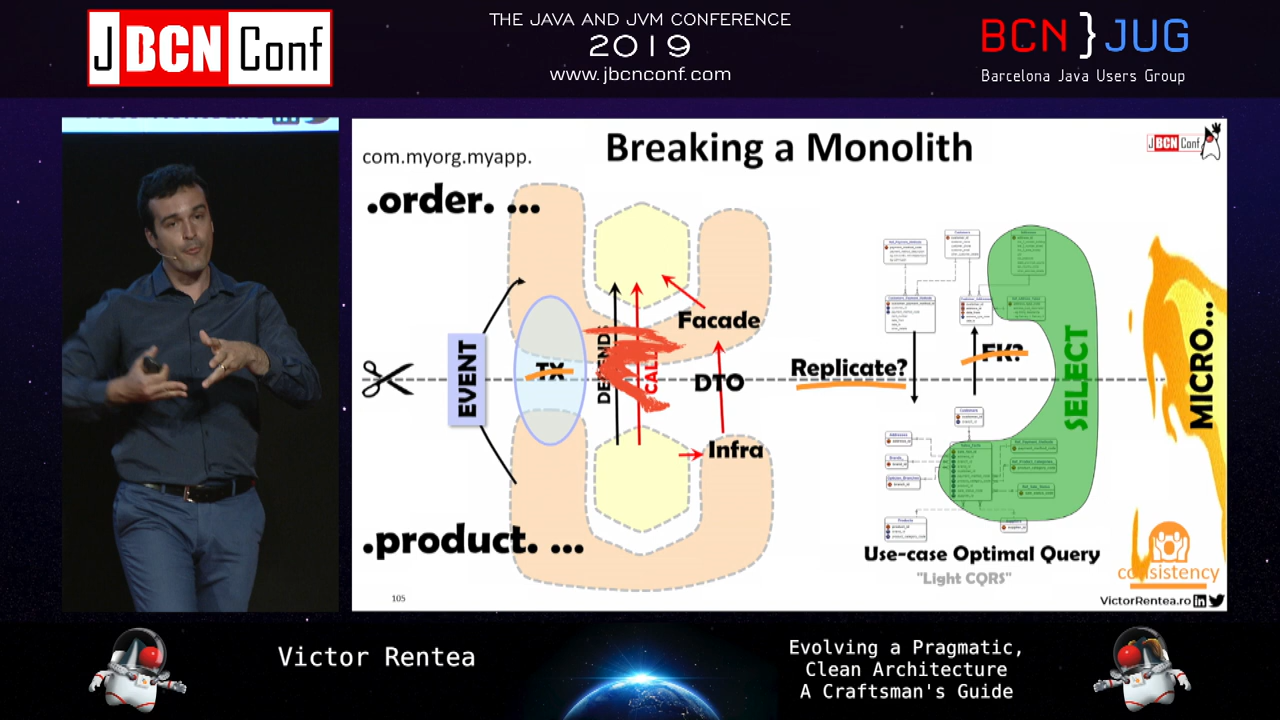 J BCN Conf
THE JAVA AND JVM CONFERENCE
2019
www.jbcnconf.com
BCN } JUG
Barcelona Java Users Group
com.myorg.myapp.
Breaking a Monolith
JBCNConf
.order. ...
EVENT
TX
DEPEND
CALL
Facade
DTO
Infra
Replicate?
FK?
SELECT
MICRO...
.product. ...
Use-case Optimal Query
"Light CQRS"
consistency
105
VictorRentea.ro
Victor Rentea
Evolving a Pragmatic,
Clean Architecture
A Craftsman's Guide